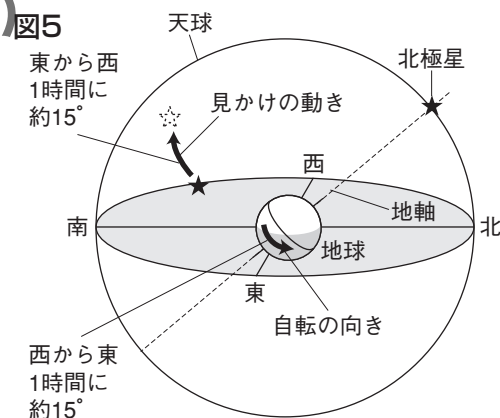 図5
天球
東から西
1時間に
約15°
見かけの動き
北極星
西
地軸
南
北
地球
東
自転の向き
西から東
1時間に
約15°